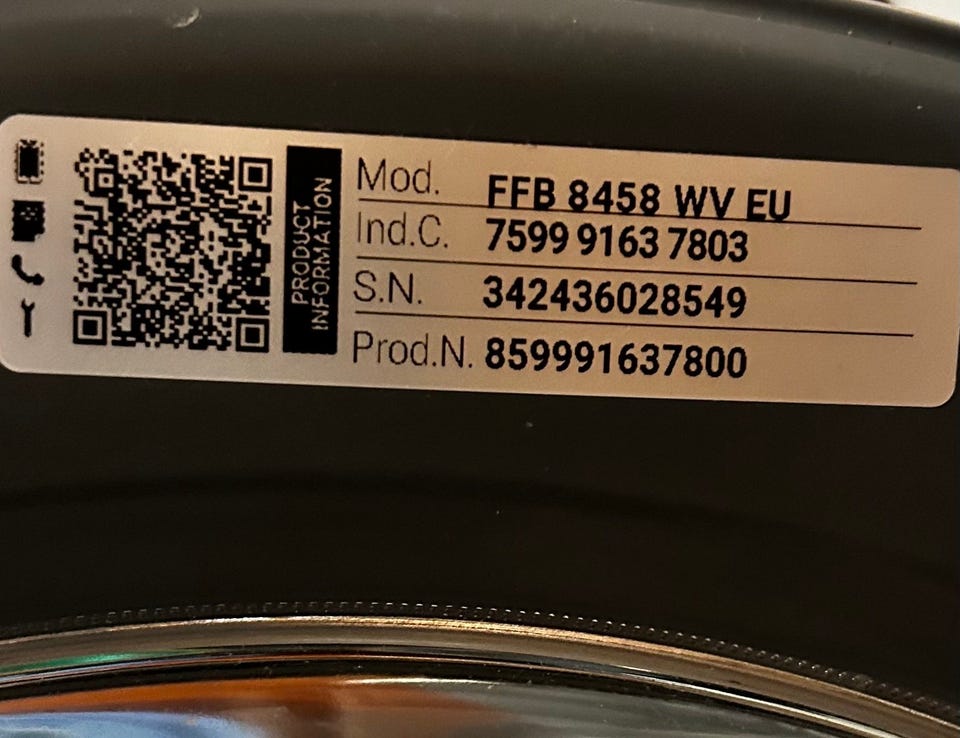 PRODUCT
INFORMATION
Mod. FFB 8458 WV EU
Ind.C. 7599 9163 7803
S.N. 342436028549
Prod.N. 859991637800